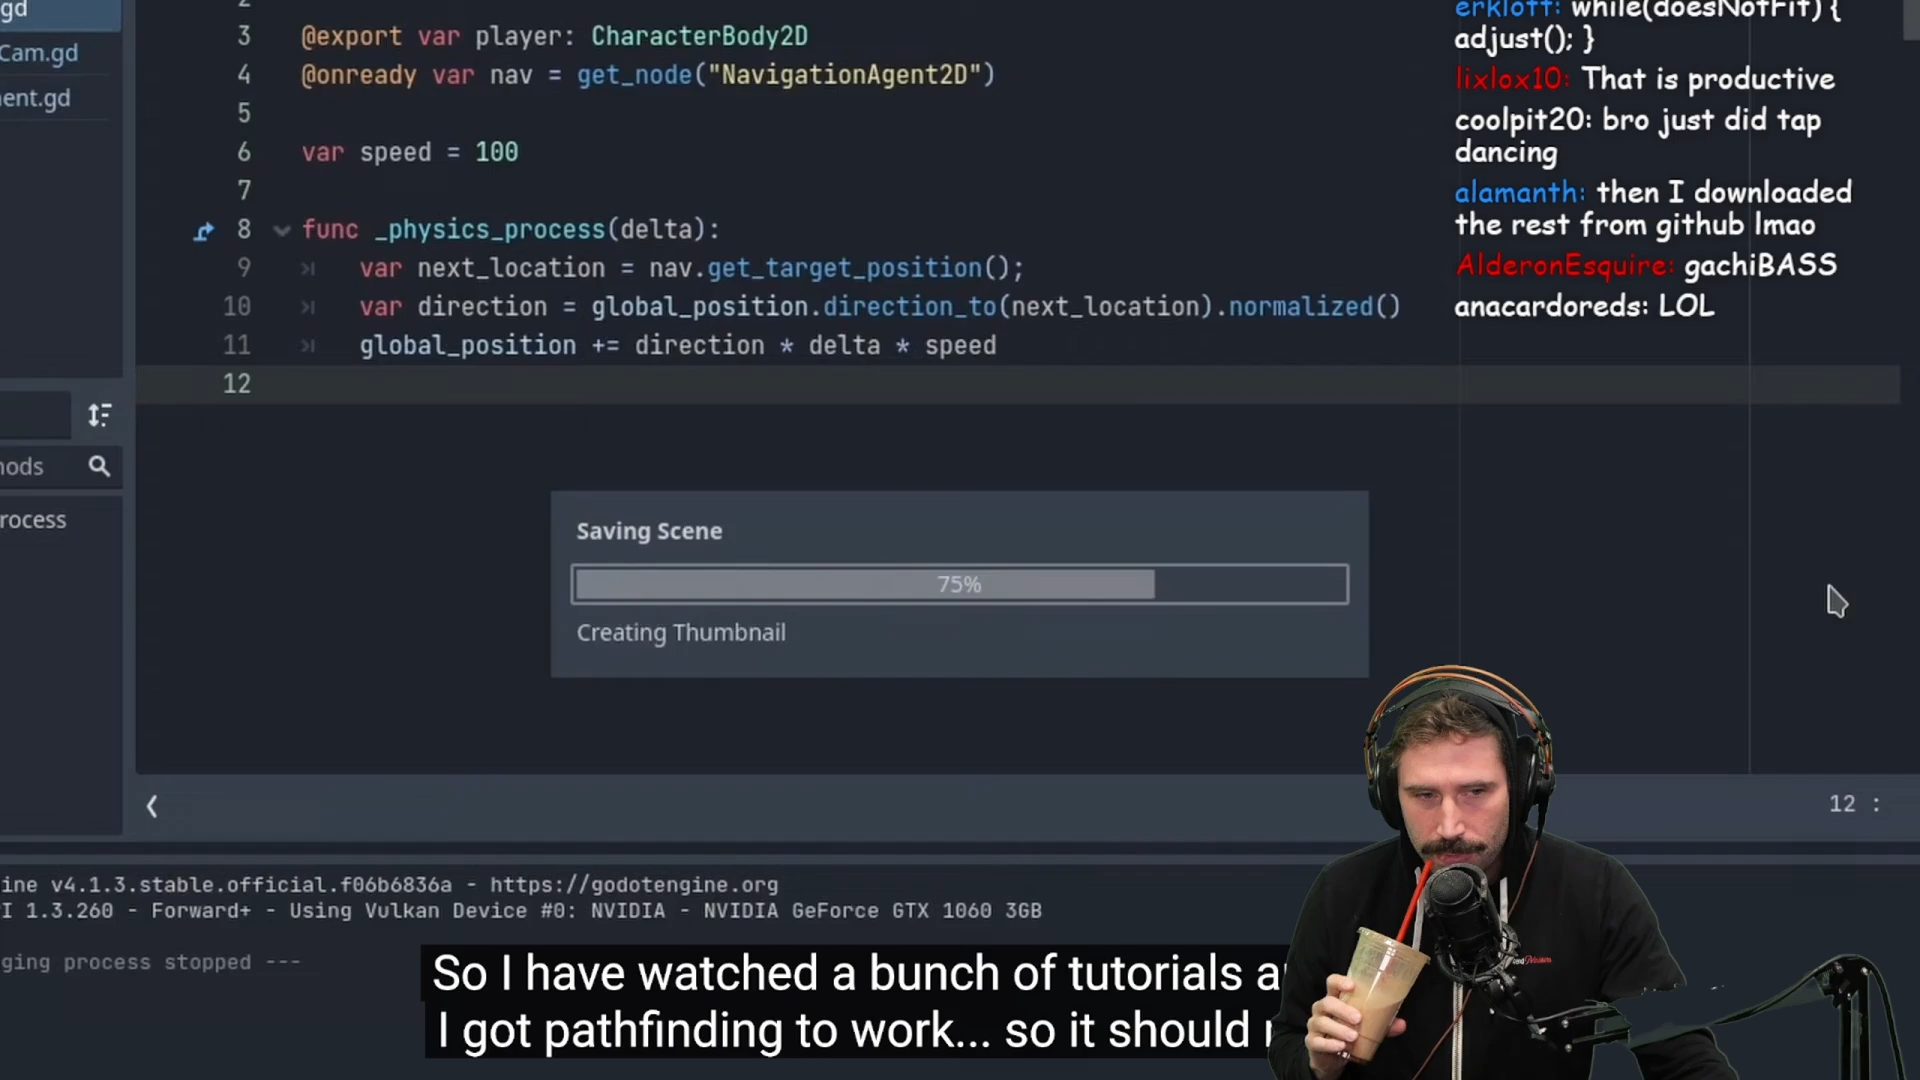 gd
Cam.gd
ent.gd
nods
rocess
2
3 @export var player: CharacterBody2D
4 @onready var nav = get_node("NavigationAgent2D")
5
6 var speed = 100
7
8 func _physics_process(delta):
9 var next_location = nav.get_target_position();
10 var direction = global_position.direction_to(next_location).normalized()
11 global_position += direction * delta * speed
12
erkloff: while(doesNotFit) {
adjust(); }
lixlox10: That is productive
coolpit20: bro just did tap
dancing
alamanth: then I downloaded
the rest from github lmao
AlderonEsquire: gachiBASS
anacardoreds: LOL
Saving Scene
75%
Creating Thumbnail
12 :
ine v4.1.3.stable.official.f06b6836a - https://godotengine.org
I 1.3.260 - Forward+ - Using Vulkan Device #0: NVIDIA - NVIDIA GeForce GTX 1060 3GB
ging process stopped ---
So I have watched a bunch of tutorials a
I got pathfinding to work... so it should